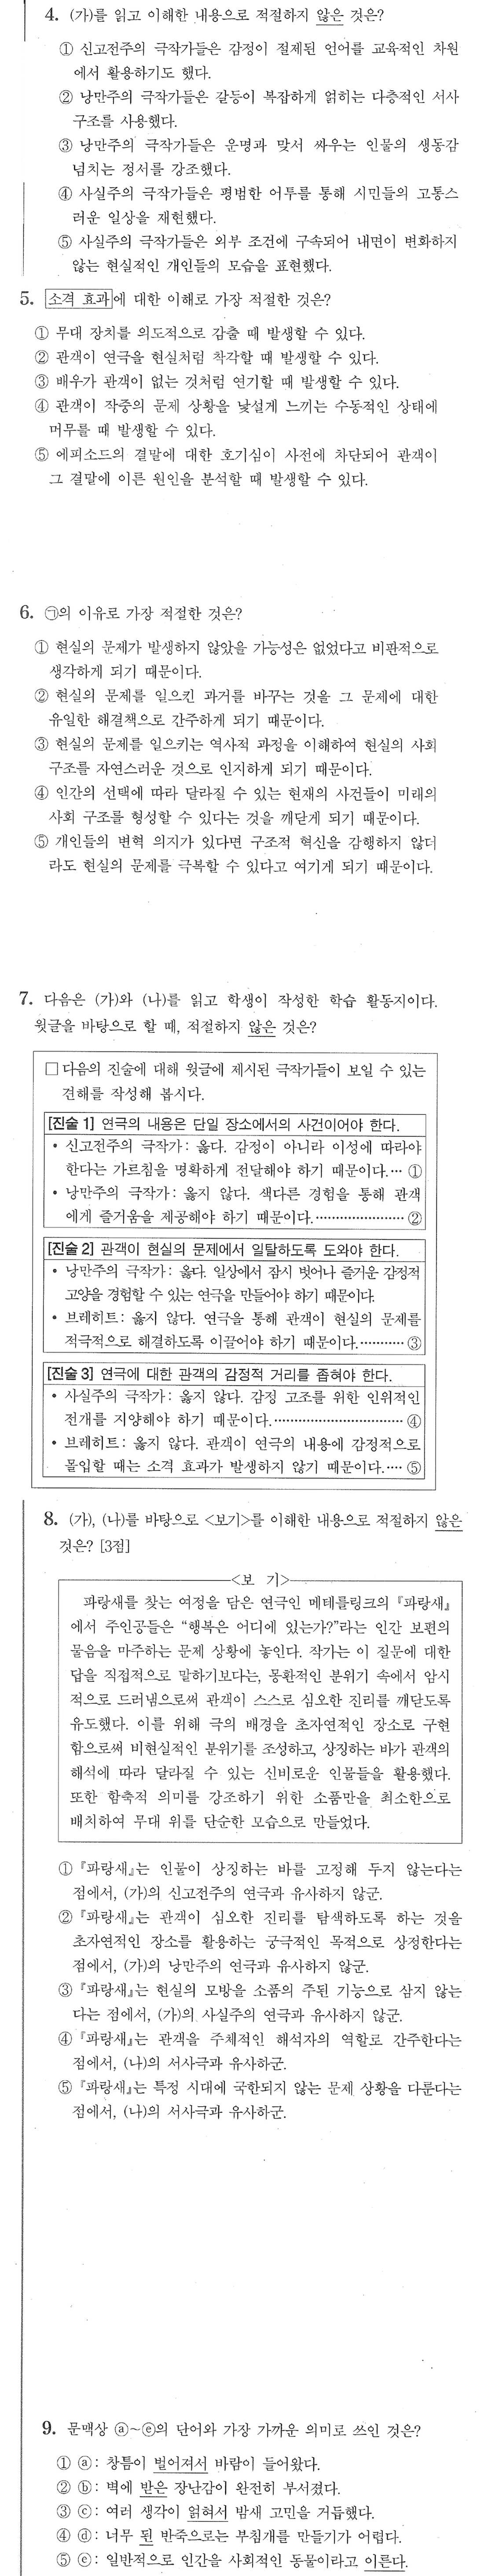 4. (가)를 읽고 이해한 내용으로 적절하지 않은 것은?
① 신고전주의 극작가들은 감정이 절제된 언어를 교육적인 차원
에서 활용하기도 했다.
② 낭만주의 극작가들은 갈등이 복잡하게 얽히는 다층적인 서사
구조를 사용했다.
③ 낭만주의 극작가들은 운명과 맞서 싸우는 인물의 생동감
넘치는 정서를 강조했다.
④ 사실주의 극작가들은 평범한 어투를 통해 시민들의 고통스
러운 일상을 재현했다.
⑤ 사실주의 극작가들은 외부 조건에 구속되어 내면이 변화하지
않는 현실적인 개인들의 모습을 표현했다.
5. 소격 효과에 대한 이해로 가장 적절한 것은?
① 무대 장치를 의도적으로 감출 때 발생할 수 있다.
② 관객이 연극을 현실처럼 착각할 때 발생할 수 있다.
③ 배우가 관객이 없는 것처럼 연기할 때 발생할 수 있다.
④ 관객이 작중의 문제 상황을 낯설게 느끼는 수동적인 상태에
머무를 때 발생할 수 있다.
⑤ 에피소드의 결말에 대한 호기심이 사전에 차단되어 관객이
그 결말에 이른 원인을 분석할 때 발생할 수 있다.
6. ㉠의 이유로 가장 적절한 것은?
① 현실의 문제가 발생하지 않았을 가능성은 없었다고 비판적으로
생각하게 되기 때문이다.
② 현실의 문제를 일으킨 과거를 바꾸는 것을 그 문제에 대한
유일한 해결책으로 간주하게 되기 때문이다.
③ 현실의 문제를 일으키는 역사적 과정을 이해하여 현실의 사회
구조를 자연스러운 것으로 인지하게 되기 때문이다.
④ 인간의 선택에 따라 달라질 수 있는 현재의 사건들이 미래의
사회 구조를 형성할 수 있다는 것을 깨닫게 되기 때문이다.
⑤ 개인들의 변혁 의지가 있다면 구조적 혁신을 감행하지 않더
라도 현실의 문제를 극복할 수 있다고 여기게 되기 때문이다.
7. 다음은 (가)와 (나)를 읽고 학생이 작성한 학습 활동지이다.
윗글을 바탕으로 할 때, 적절하지 않은 것은?
□ 다음의 진술에 대해 윗글에 제시된 극작가들이 보일 수 있는
견해를 작성해 봅시다.
[진술 1] 연극의 내용은 단일 장소에서의 사건이어야 한다.
• 신고전주의 극작가: 옳다. 감정이 아니라 이성에 따라야
한다는 가르침을 명확하게 전달해야 하기 때문이다.… ①
• 낭만주의 극작가: 옳지 않다. 색다른 경험을 통해 관객
에게 즐거움을 제공해야 하기 때문이다.…………………… ②
[진술 2] 관객이 현실의 문제에서 일탈하도록 도와야 한다.
• 낭만주의 극작가: 옳다. 일상에서 잠시 벗어나 즐거운 감정적
고양을 경험할 수 있는 연극을 만들어야 하기 때문이다.
• 브레히트: 옳지 않다. 연극을 통해 관객이 현실의 문제를
적극적으로 해결하도록 이끌어야 하기 때문이다.………… ③
[진술 3] 연극에 대한 관객의 감정적 거리를 좁혀야 한다.
• 사실주의 극작가: 옳지 않다. 감정 고조를 위한 인위적인
전개를 지양해야 하기 때문이다.……………………………… ④
• 브레히트: 옳지 않다. 관객이 연극의 내용에 감정적으로
몰입할 때는 소격 효과가 발생하지 않기 때문이다.…. ⑤
8. (가), (나)를 바탕으로 <보기>를 이해한 내용으로 적절하지 않은
것은? [3점]
<보 기>
파랑새를 찾는 여정을 담은 연극인 메테를링크의 『파랑새』
에서 주인공들은 “행복은 어디에 있는가?”라는 인간 보편의
물음을 마주하는 문제 상황에 놓인다. 작가는 이 질문에 대한
답을 직접적으로 말하기보다는, 몽환적인 분위기 속에서 암시
적으로 드러냄으로써 관객이 스스로 심오한 진리를 깨닫도록
유도했다. 이를 위해 극의 배경을 초자연적인 장소로 구현
함으로써 비현실적인 분위기를 조성하고, 상징하는 바가 관객의
해석에 따라 달라질 수 있는 신비로운 인물들을 활용했다.
또한 함축적 의미를 강조하기 위한 소품만을 최소한으로
배치하여 무대 위를 단순한 모습으로 만들었다.
① 『파랑새』는 인물이 상징하는 바를 고정해 두지 않는다는
점에서, (가)의 신고전주의 연극과 유사하지 않군.
② 『파랑새』는 관객이 심오한 진리를 탐색하도록 하는 것을
초자연적인 장소를 활용하는 궁극적인 목적으로 상정한다는
점에서, (가)의 낭만주의 연극과 유사하지 않군.
③ 『파랑새』는 현실의 모방을 소품의 주된 기능으로 삼지 않는
다는 점에서, (가)의 사실주의 연극과 유사하지 않군.
④ 『파랑새』는 관객을 주체적인 해석자의 역할로 간주한다는
점에서, (나)의 서사극과 유사하군.
⑤ 『파랑새』는 특정 시대에 국한되지 않는 문제 상황을 다룬다는
점에서, (나)의 서사극과 유사하군.
9. 문맥상 ⓐ~ⓔ의 단어와 가장 가까운 의미로 쓰인 것은?
① ⓐ: 창틈이 벌어져서 바람이 들어왔다.
② ⓑ: 벽에 받은 장난감이 완전히 부서졌다.
③ ⓒ: 여러 생각이 얽혀서 밤새 고민을 거듭했다.
④ ⓓ: 너무 된 반죽으로는 부침개를 만들기가 어렵다.
⑤ ⓔ: 일반적으로 인간을 사회적인 동물이라고 이른다.